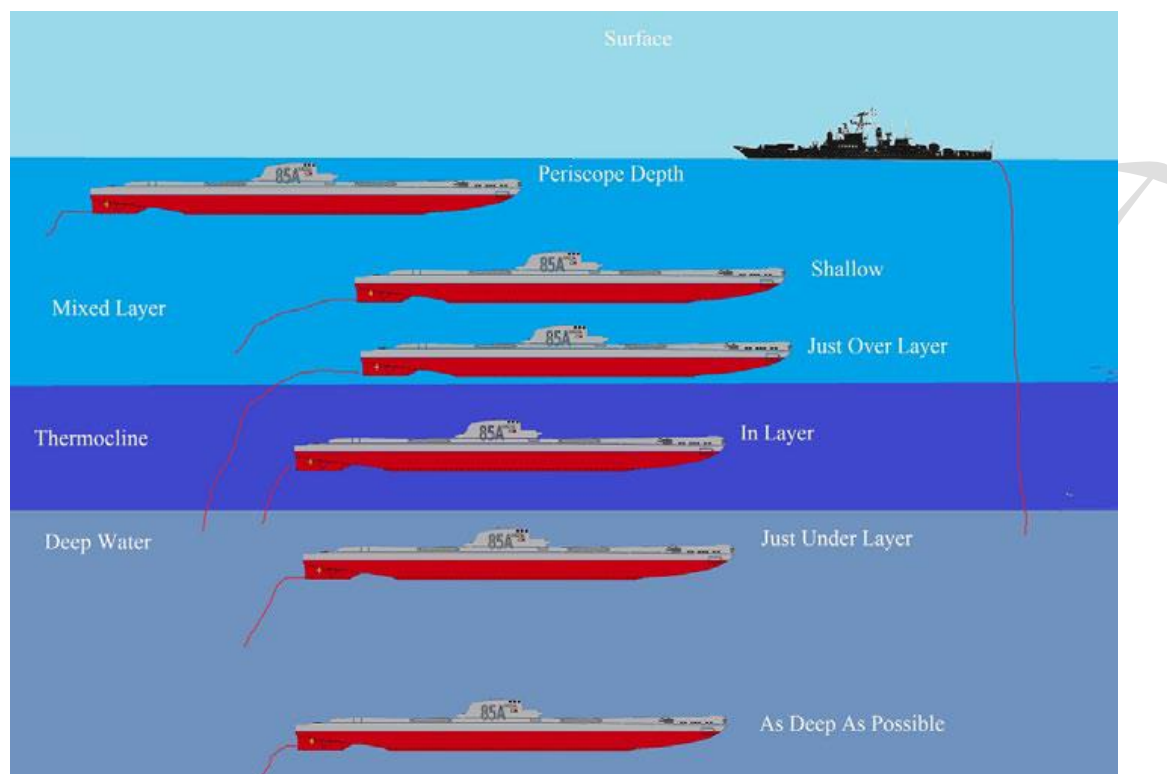 Surface
85A
Periscope Depth
85A
Shallow
Mixed Layer
85A
Just Over Layer
85A
In Layer
Thermocline
85A
Just Under Layer
Deep Water
85A
As Deep As Possible